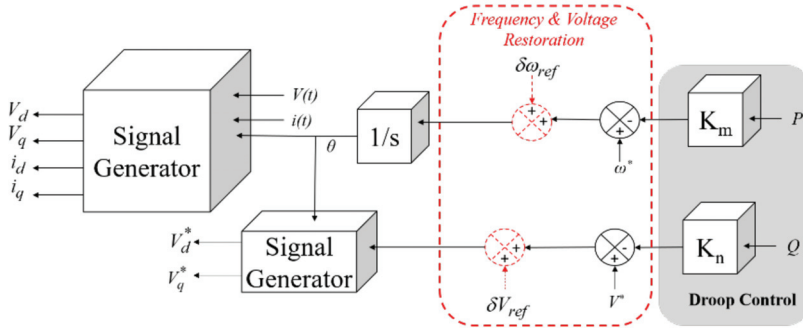 Frequency & Voltage
Restoration
δω_ref
V_d
V_q
i_d
i_q
Signal
Generator
V(t)
i(t)
θ
1/s
+
+
-
+
ω*
K_m
P
V_d*
V_q*
Signal
Generator
+
+
δV_ref
-
+
V*
K_n
Q
Droop Control